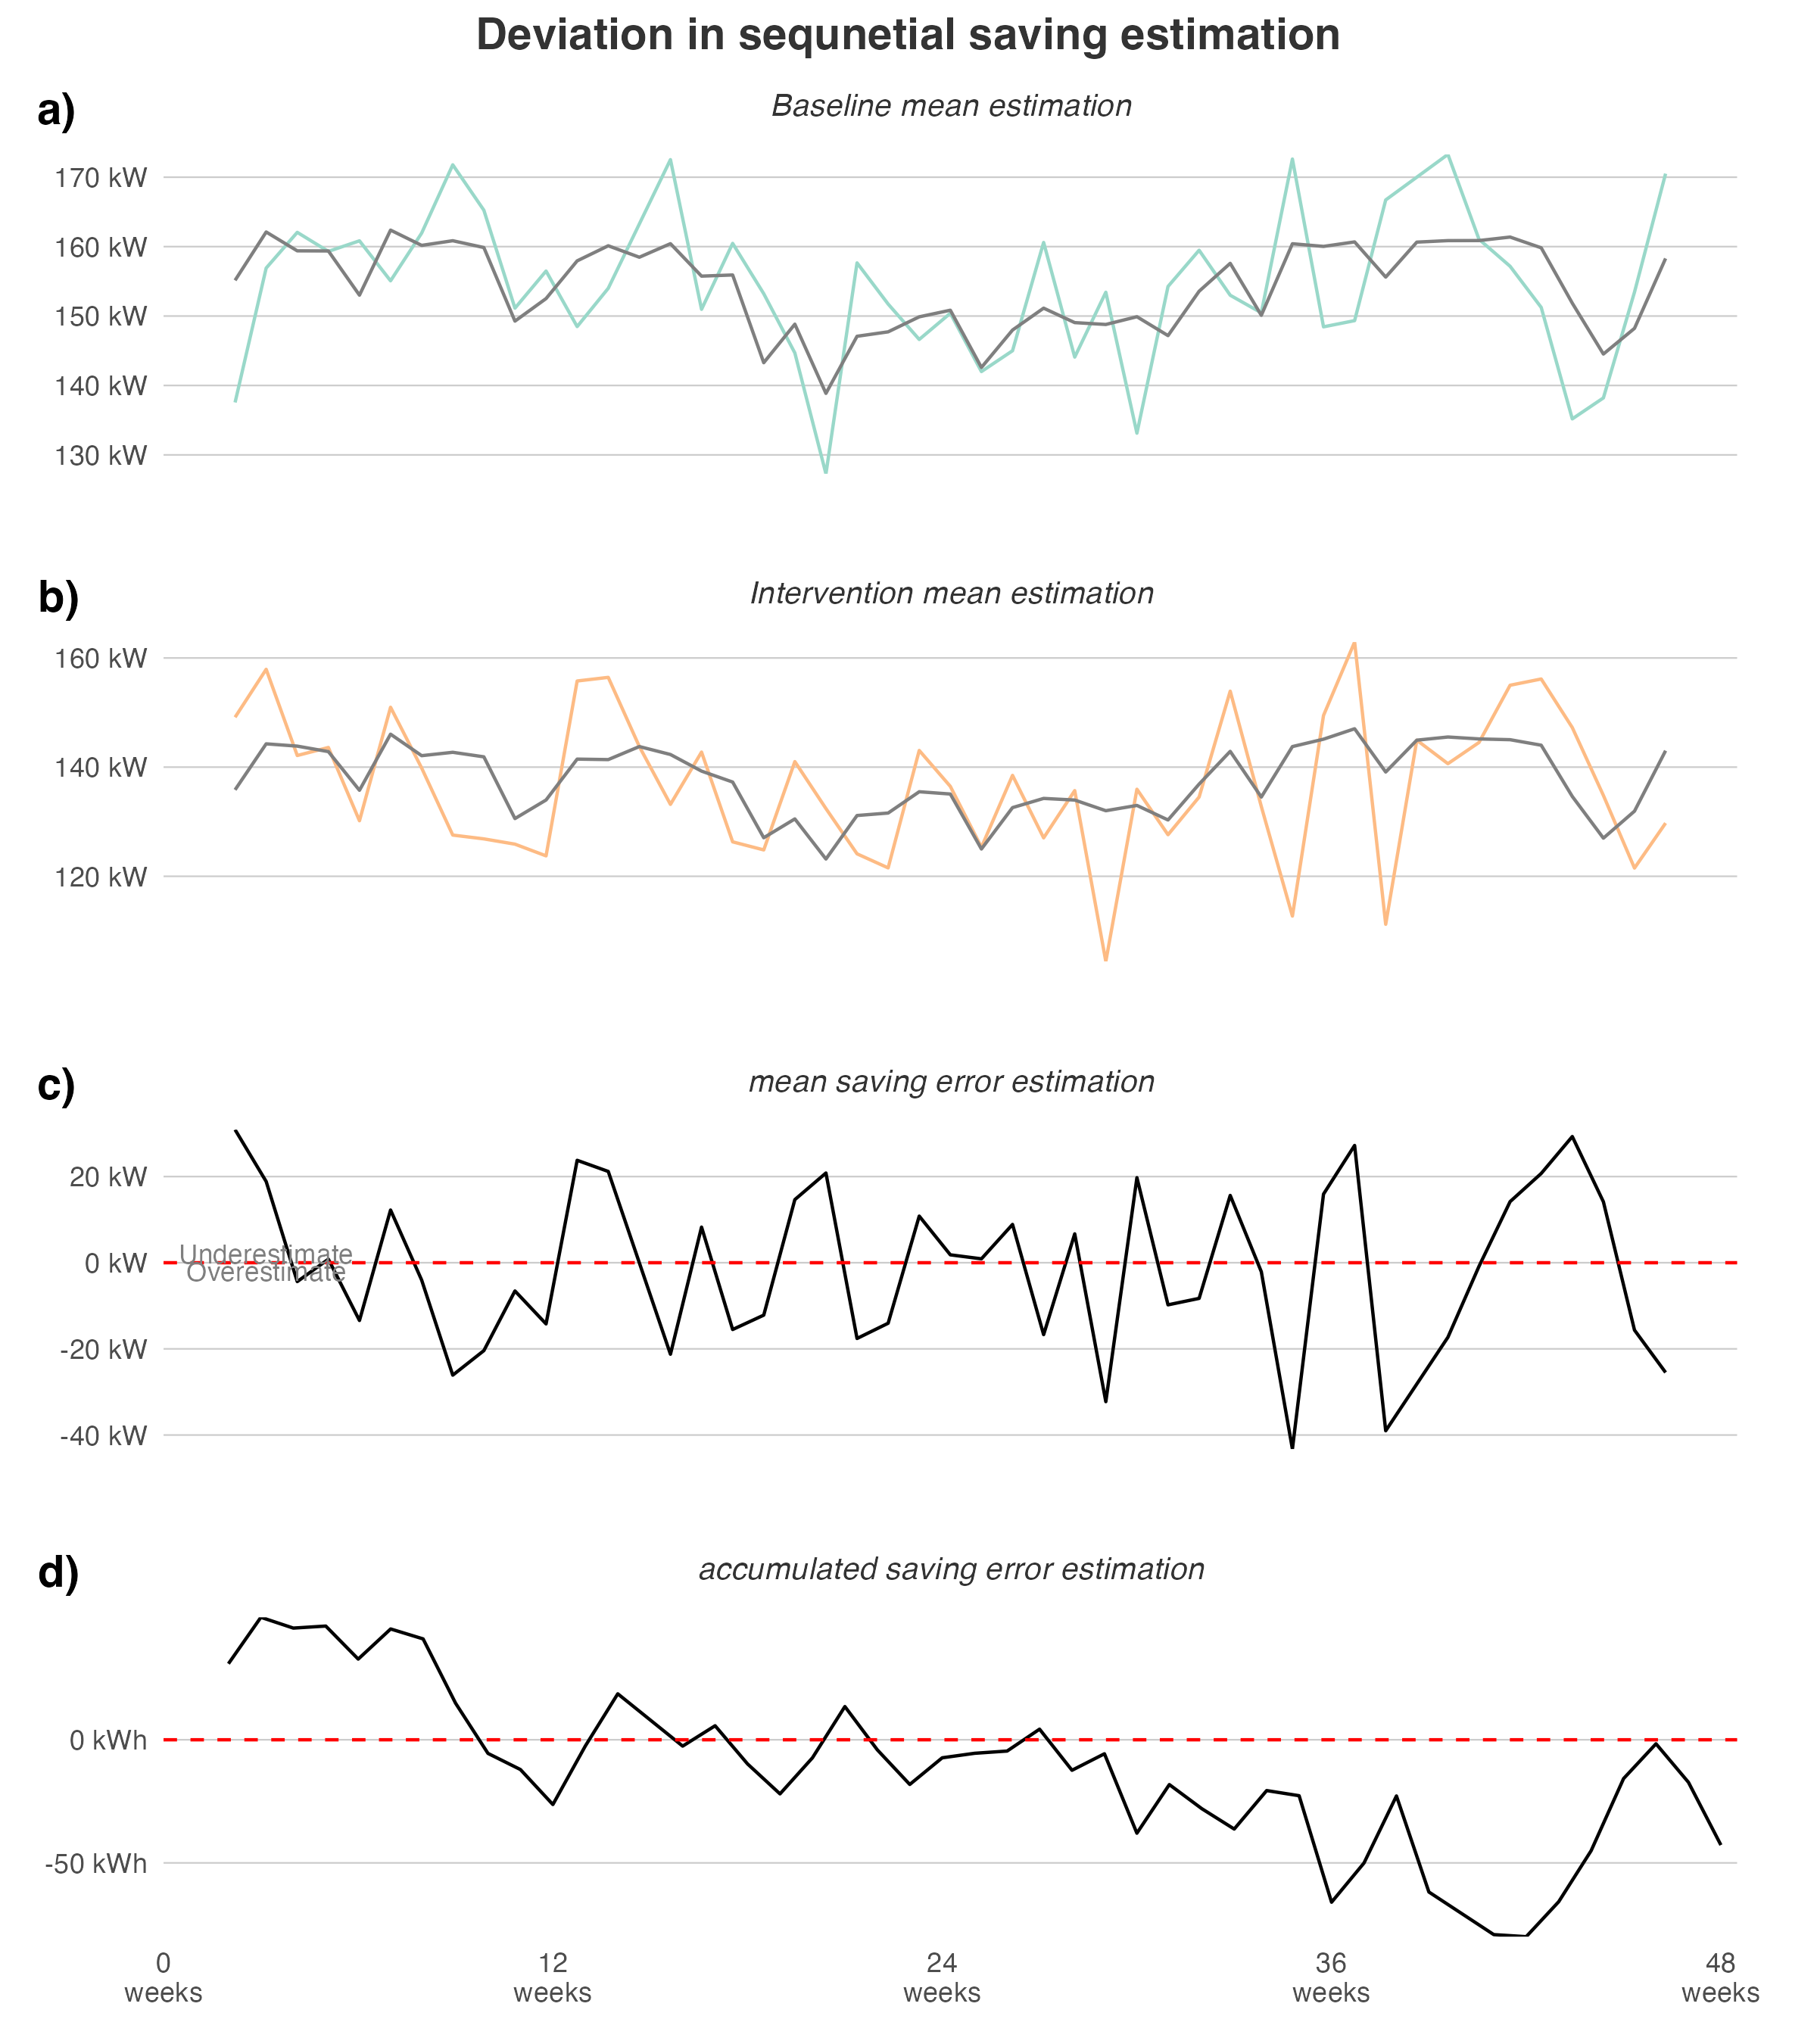 Deviation in sequnetial saving estimation
a)
Baseline mean estimation
170 kW
160 kW
150 kW
140 kW
130 kW
b)
Intervention mean estimation
160 kW
140 kW
120 kW
c)
mean saving error estimation
20 kW
Underestimate
0 kW
Overestimate
-20 kW
-40 kW
d)
accumulated saving error estimation
0 kWh
-50 kWh
0 12 24 36 48
weeks weeks weeks weeks weeks